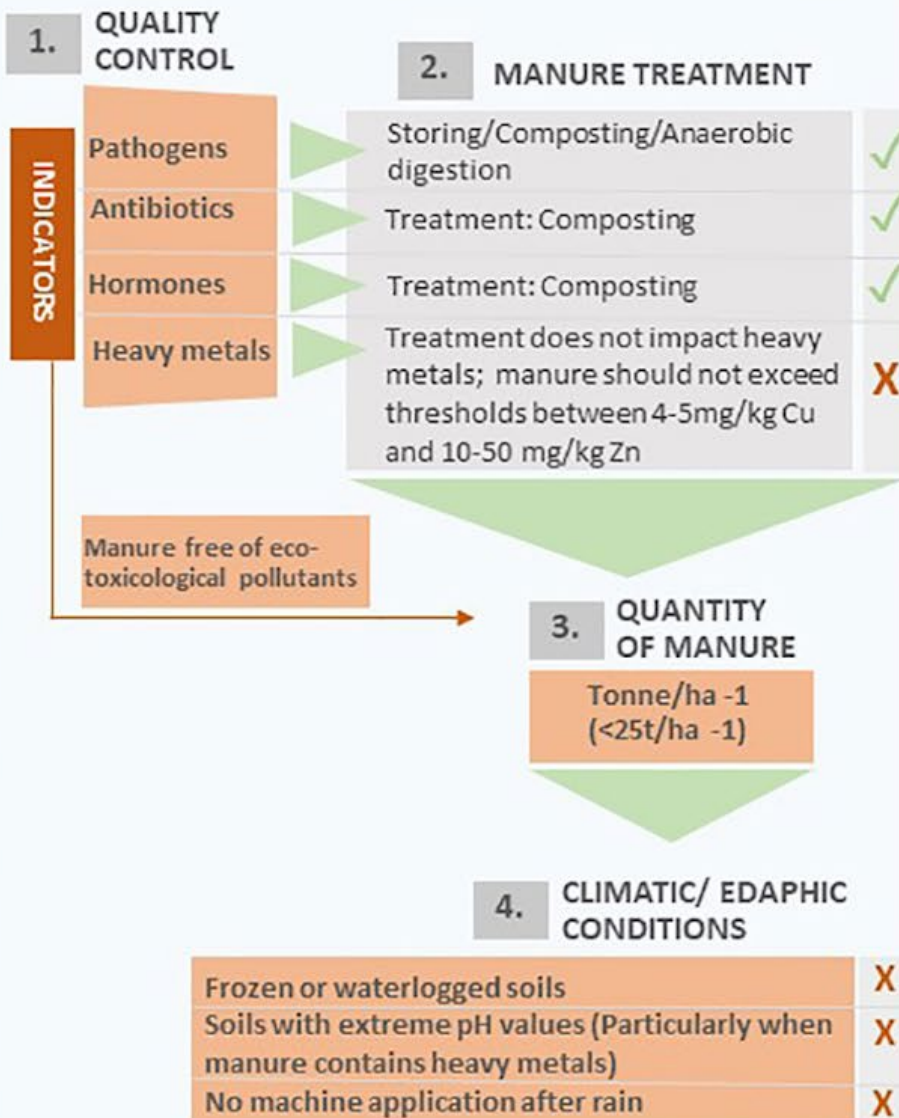 1.
QUALITY
CONTROL
2.
MANURE TREATMENT
INDICATORS
Pathogens
Storing/Composting/Anaerobic
digestion
✓
Antibiotics
Treatment: Composting
✓
Hormones
Treatment: Composting
✓
Heavy metals
Treatment does not impact heavy
metals; manure should not exceed
thresholds between 4-5mg/kg Cu
and 10-50 mg/kg Zn
X
Manure free of eco-
toxicological pollutants
3.
QUANTITY
OF MANURE
Tonne/ha -1
(<25t/ha -1)
4.
CLIMATIC/ EDAPHIC
CONDITIONS
Frozen or waterlogged soils
X
Soils with extreme pH values (Particularly when
manure contains heavy metals)
X
No machine application after rain
X